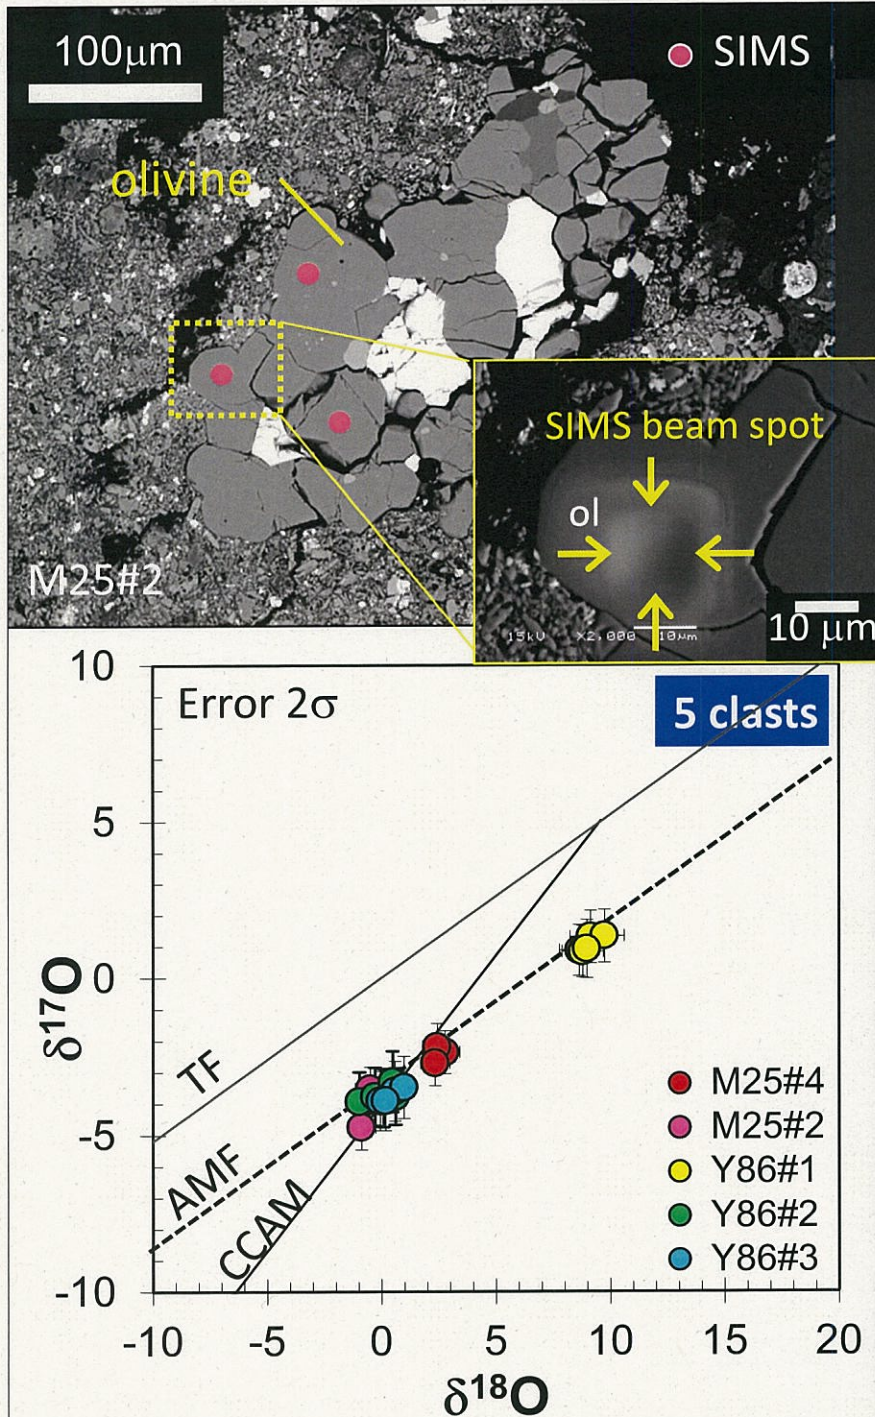 100μm
SIMS
olivine
SIMS beam spot
ol
M25#2
15kV X2,000 10μm
10 μm
10
5
0
-5
-10
Error 2σ
5 clasts
δ¹⁷O
TF
AMF
CCAM
M25#4
M25#2
Y86#1
Y86#2
Y86#3
-10 -5 0 5 10 15 20
δ¹⁸O